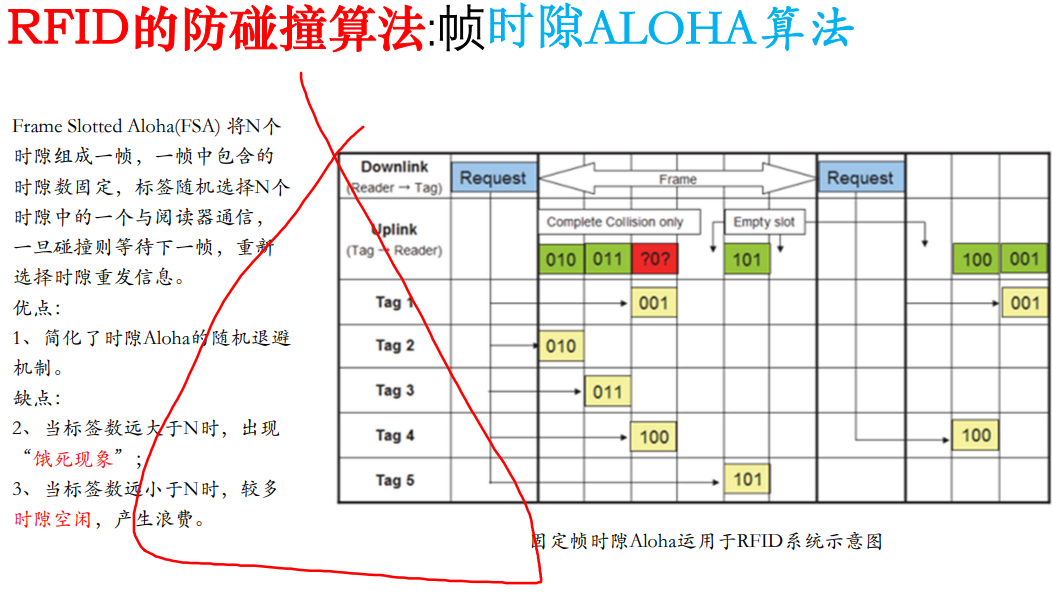 RFID的防碰撞算法:帧时隙ALOHA算法
Frame Slotted Aloha(FSA) 将N个
时隙组成一帧，一帧中包含的
时隙数固定，标签随机选择N个
时隙中的一个与阅读器通信，
一旦碰撞则等待下一帧，重新
选择时隙重发信息。
优点：
1、简化了时隙Aloha的随机退避
机制。
缺点：
2、当标签数远大于N时，出现
“饿死现象”；
3、当标签数远小于N时，较多
时隙空闲，产生浪费。
Downlink
(Reader → Tag)
Request
Frame
Request
Uplink
(Tag → Reader)
Complete Collision only
Empty slot
010 011 ?0? 101 100 001
Tag 1 001 001
Tag 2 010
Tag 3 011
Tag 4 100 100
Tag 5 101
固定帧时隙Aloha运用于RFID系统示意图